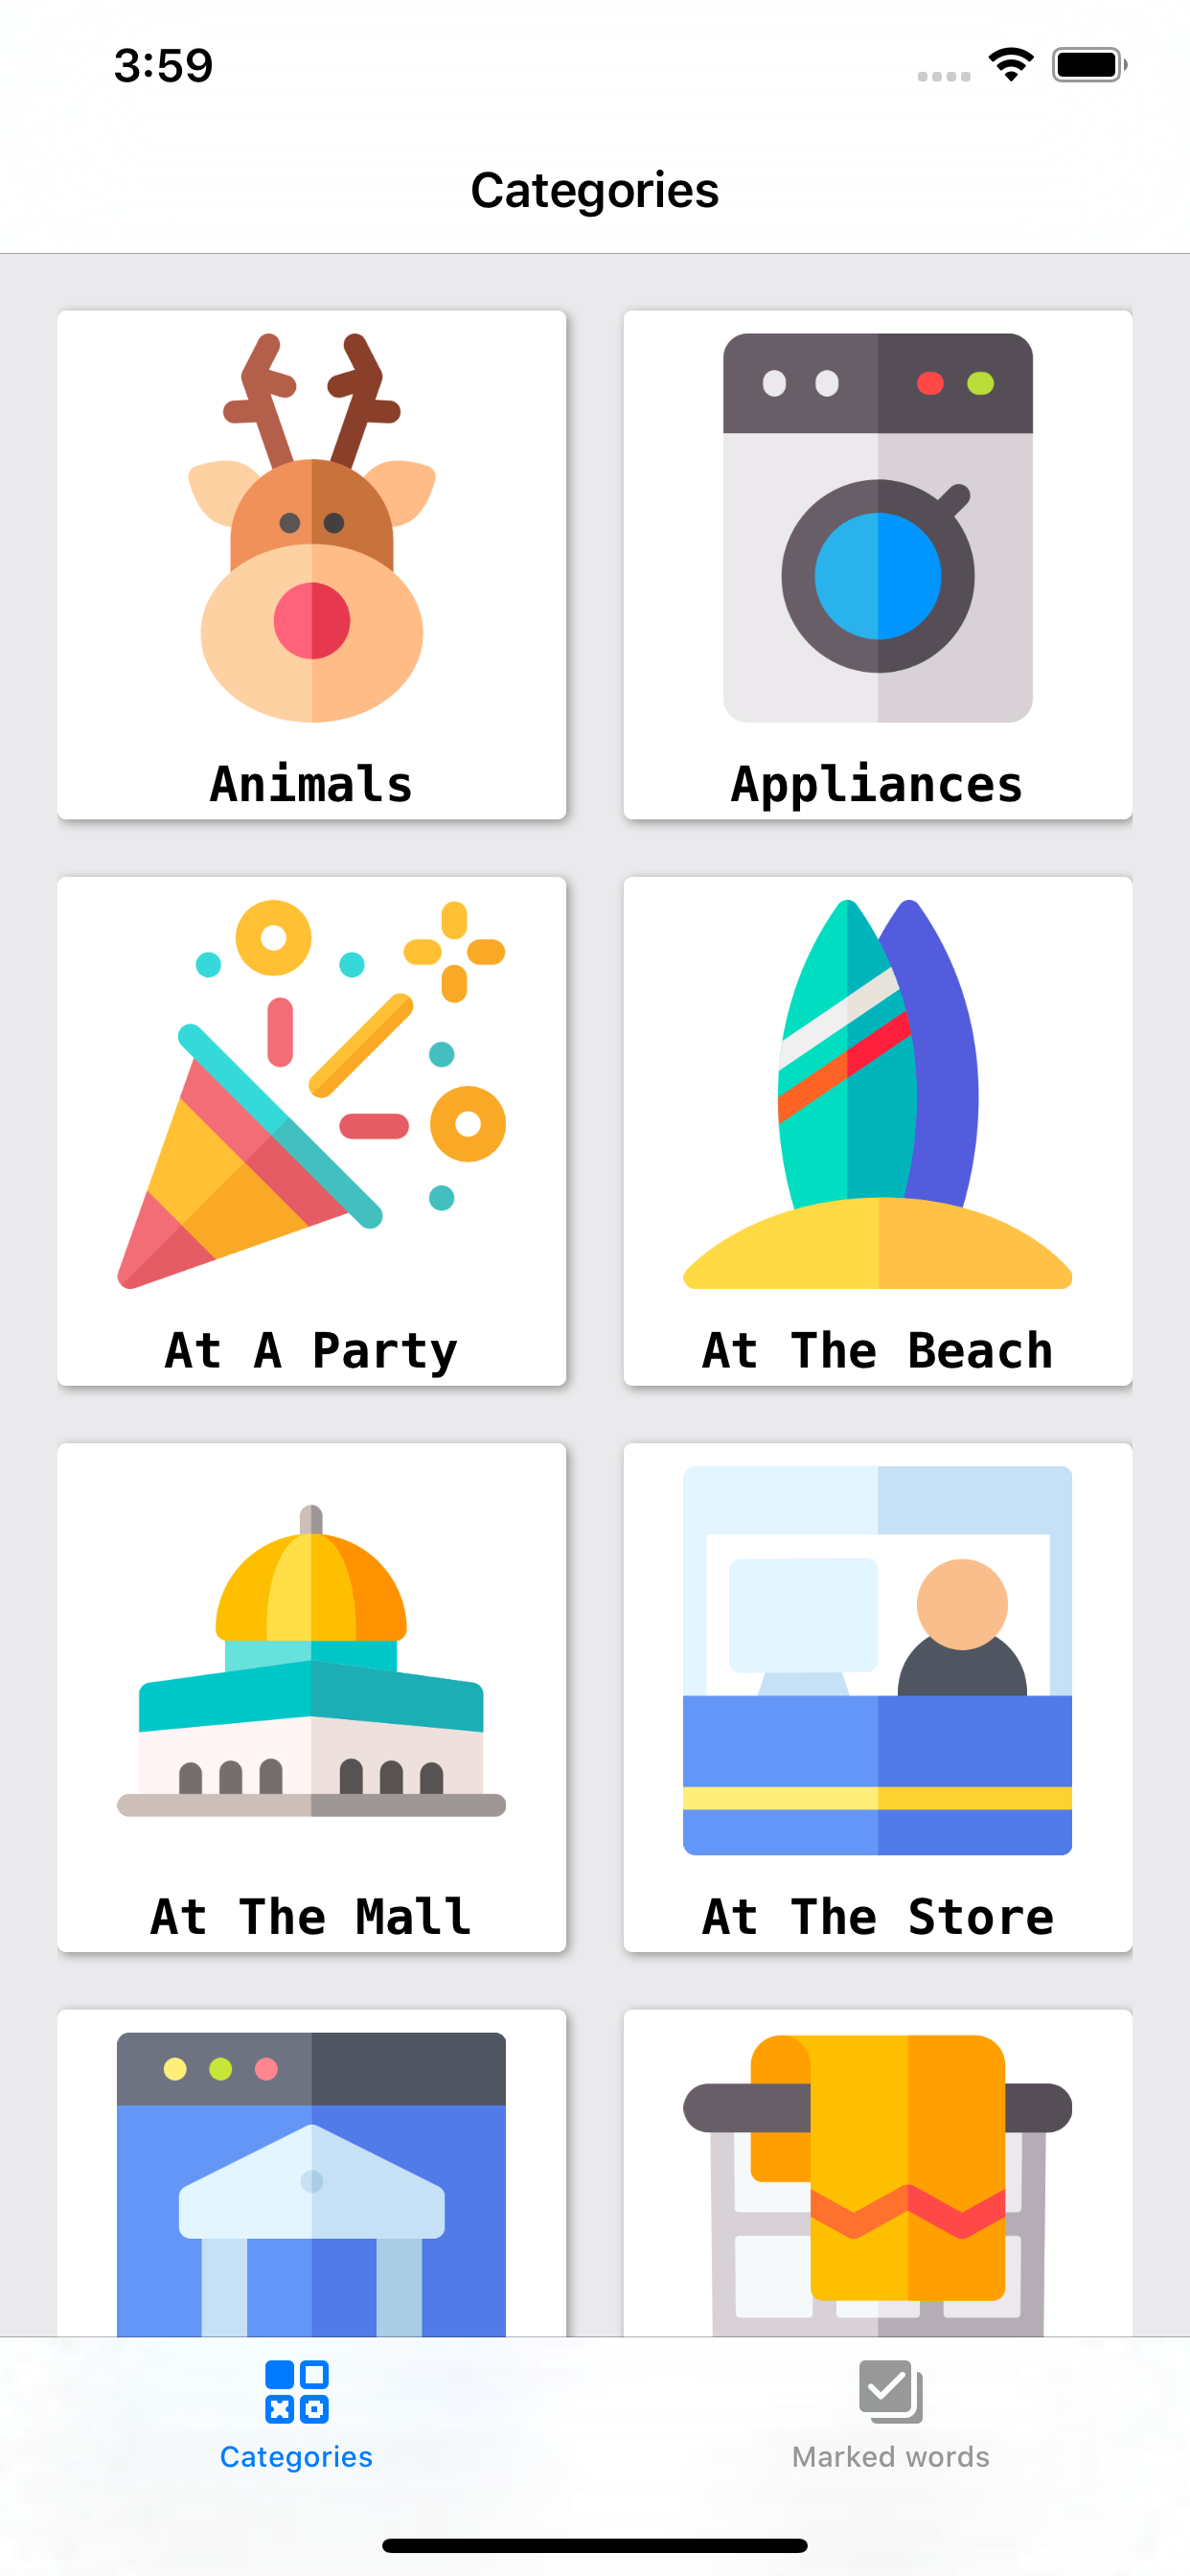 3:59
Categories
Animals
Appliances
At A Party
At The Beach
At The Mall
At The Store
Categories
Marked words